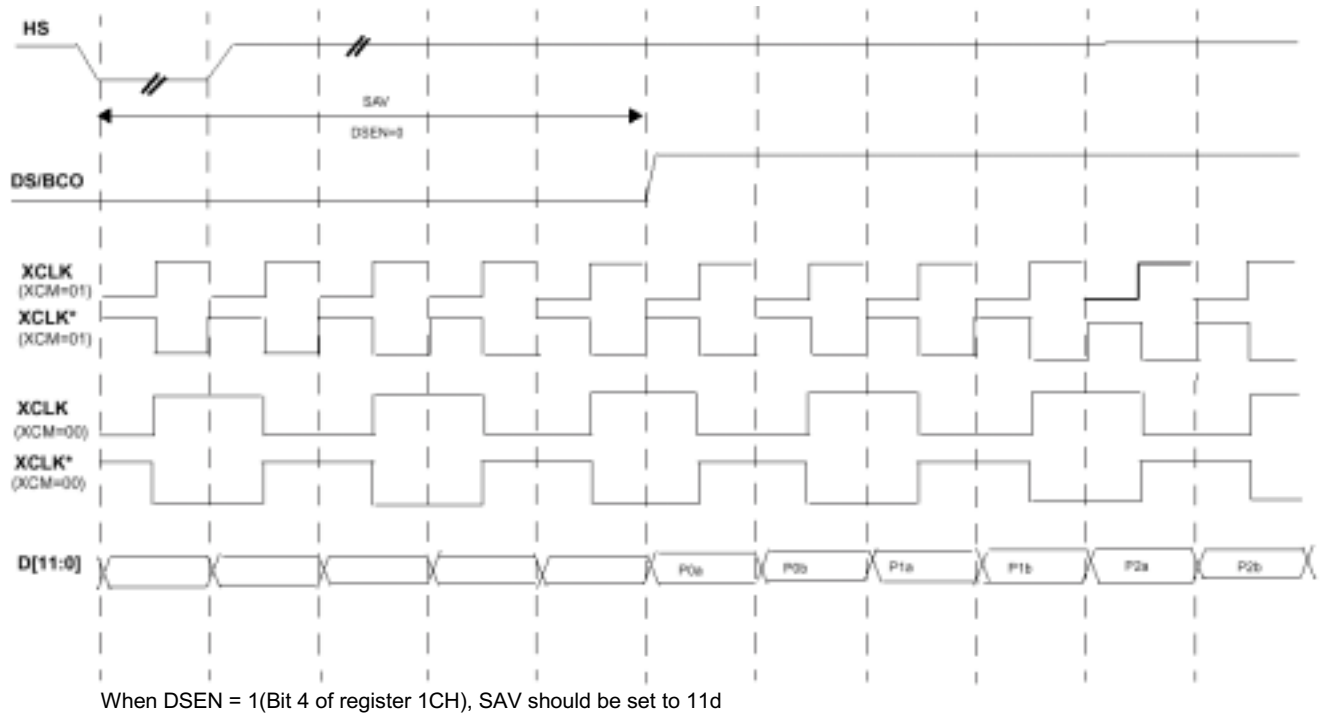 HS
SAV
DSEN=0
DS/BCO
XCLK
(XCM=01)
XCLK*
(XCM=01)
XCLK
(XCM=00)
XCLK*
(XCM=00)
D[11:0]
P0a
P0b
P1a
P1b
P2a
P2b
When DSEN = 1(Bit 4 of register 1CH), SAV should be set to 11d